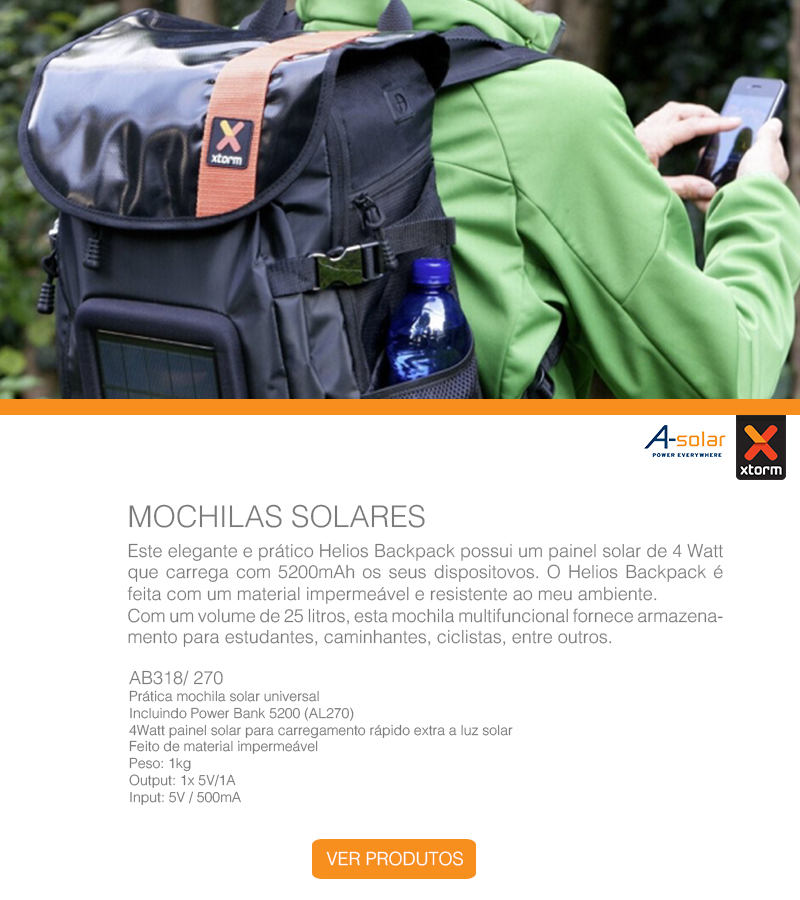 xtorm
A-solar
POWER EVERYWHERE
xtorm
MOCHILAS SOLARES
Este elegante e prático Helios Backpack possui um painel solar de 4 Watt
que carrega com 5200mAh os seus dispositovos. O Helios Backpack é
feita com um material impermeável e resistente ao meu ambiente.
Com um volume de 25 litros, esta mochila multifuncional fornece armazena-
mento para estudantes, caminhantes, ciclistas, entre outros.
AB318/ 270
Prática mochila solar universal
Incluindo Power Bank 5200 (AL270)
4Watt painel solar para carregamento rápido extra a luz solar
Feito de material impermeável
Peso: 1kg
Output: 1x 5V/1A
Input: 5V / 500mA
VER PRODUTOS